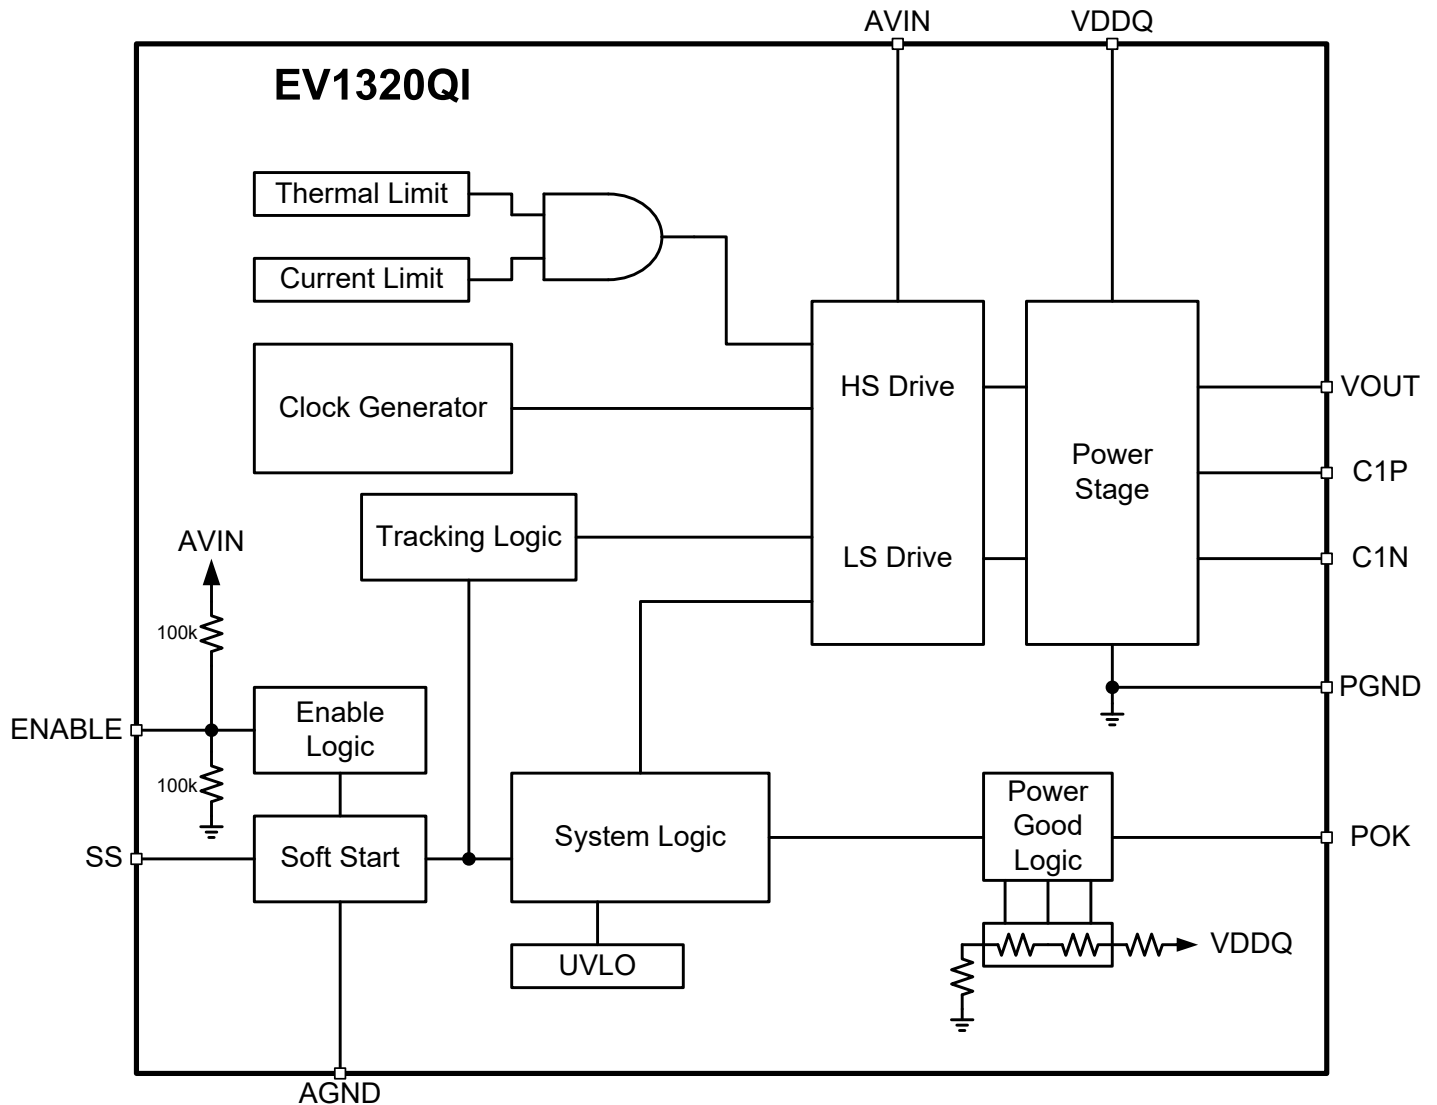 AVIN
VDDQ
EV1320QI
Thermal Limit
Current Limit
Clock Generator
HS Drive
VOUT
Power
Stage
C1P
Tracking Logic
LS Drive
C1N
AVIN
100k
ENABLE
Enable
Logic
PGND
100k
SS
Soft Start
System Logic
Power
Good
Logic
POK
UVLO
VDDQ
AGND